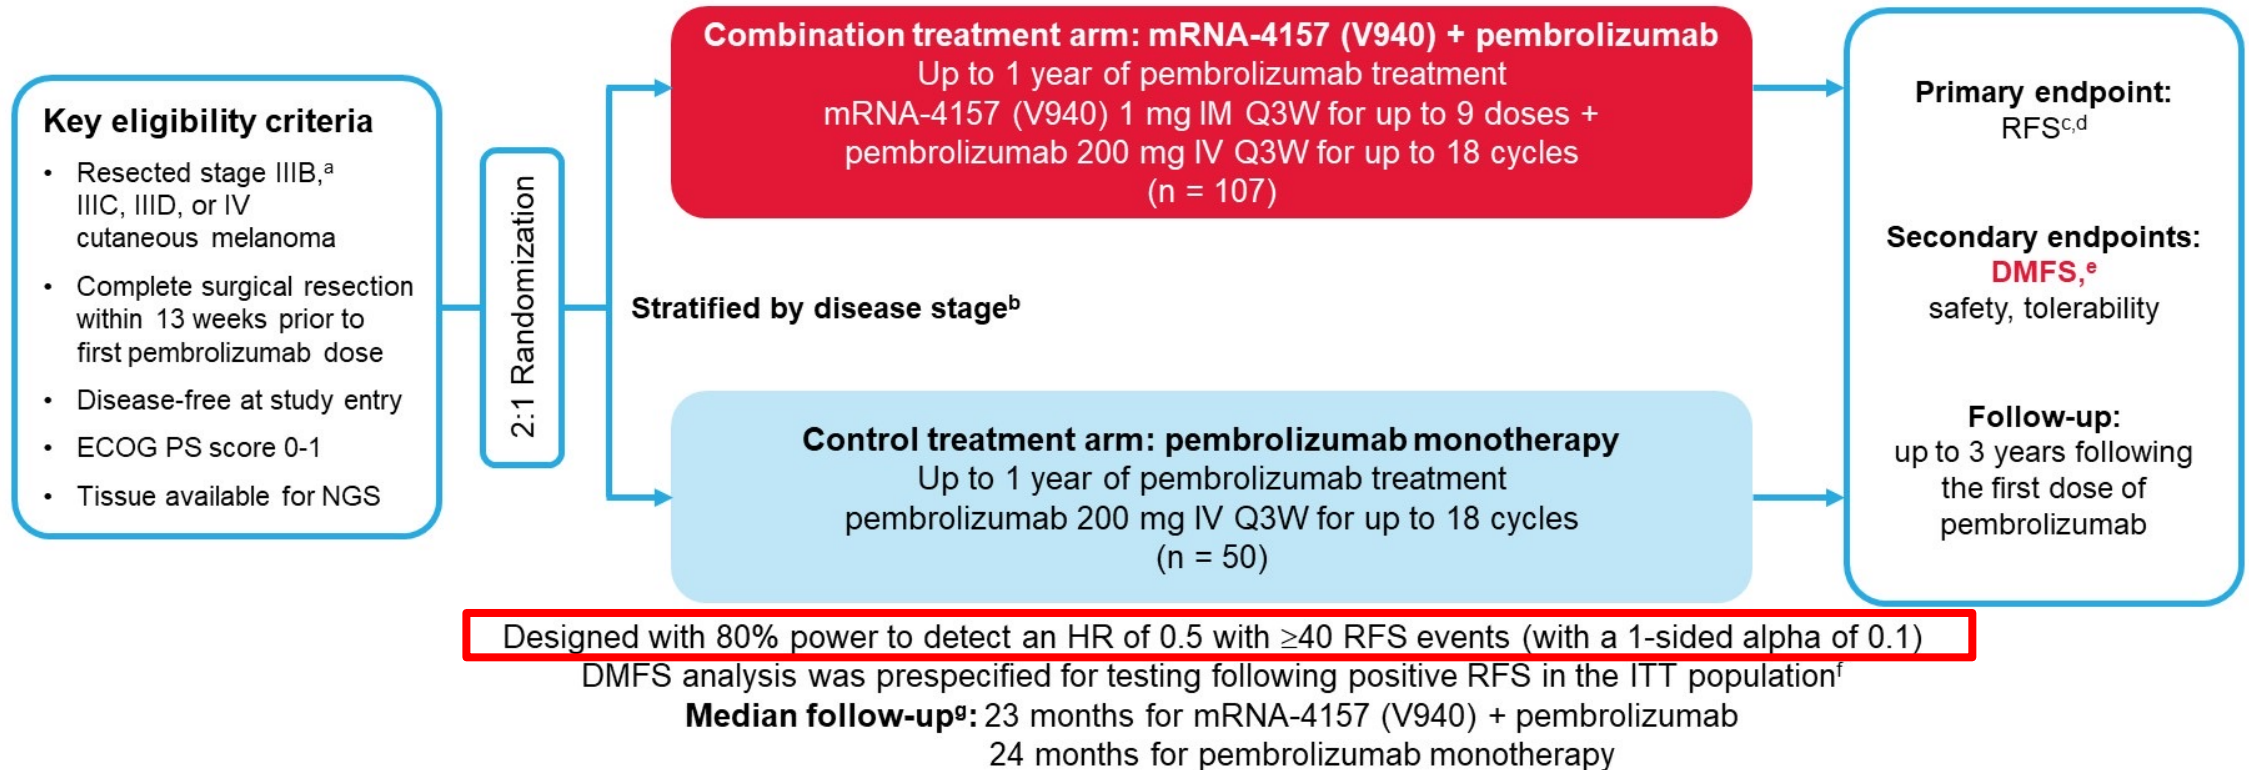 Key eligibility criteria
• Resected stage IIIB,ᵃ
IIIC, IIID, or IV
cutaneous melanoma
• Complete surgical resection
within 13 weeks prior to
first pembrolizumab dose
• Disease-free at study entry
• ECOG PS score 0-1
• Tissue available for NGS
2:1 Randomization
Combination treatment arm: mRNA-4157 (V940) + pembrolizumab
Up to 1 year of pembrolizumab treatment
mRNA-4157 (V940) 1 mg IM Q3W for up to 9 doses +
pembrolizumab 200 mg IV Q3W for up to 18 cycles
(n = 107)
Stratified by disease stageᵇ
Control treatment arm: pembrolizumab monotherapy
Up to 1 year of pembrolizumab treatment
pembrolizumab 200 mg IV Q3W for up to 18 cycles
(n = 50)
Primary endpoint:
RFSᶜ,ᵈ
Secondary endpoints:
DMFS,ᵉ
safety, tolerability
Follow-up:
up to 3 years following
the first dose of
pembrolizumab
Designed with 80% power to detect an HR of 0.5 with ≥40 RFS events (with a 1-sided alpha of 0.1)
DMFS analysis was prespecified for testing following positive RFS in the ITT populationᶠ
Median follow-upᵍ: 23 months for mRNA-4157 (V940) + pembrolizumab
24 months for pembrolizumab monotherapy